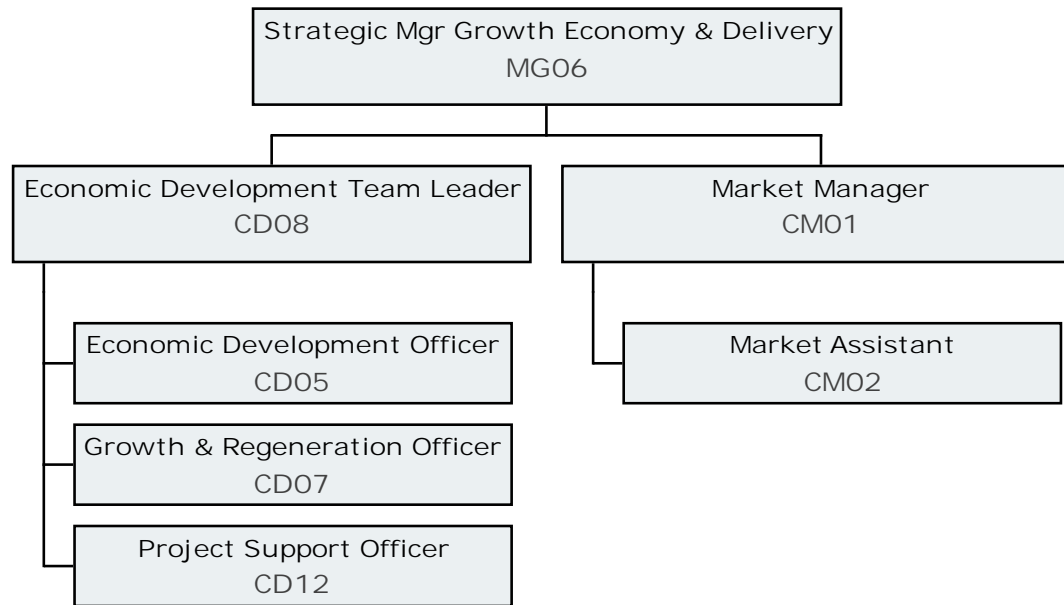 Strategic Mgr Growth Economy & Delivery
MG06
Economic Development Team Leader
CD08
Market Manager
CM01
Economic Development Officer
CD05
Market Assistant
CM02
Growth & Regeneration Officer
CD07
Project Support Officer
CD12